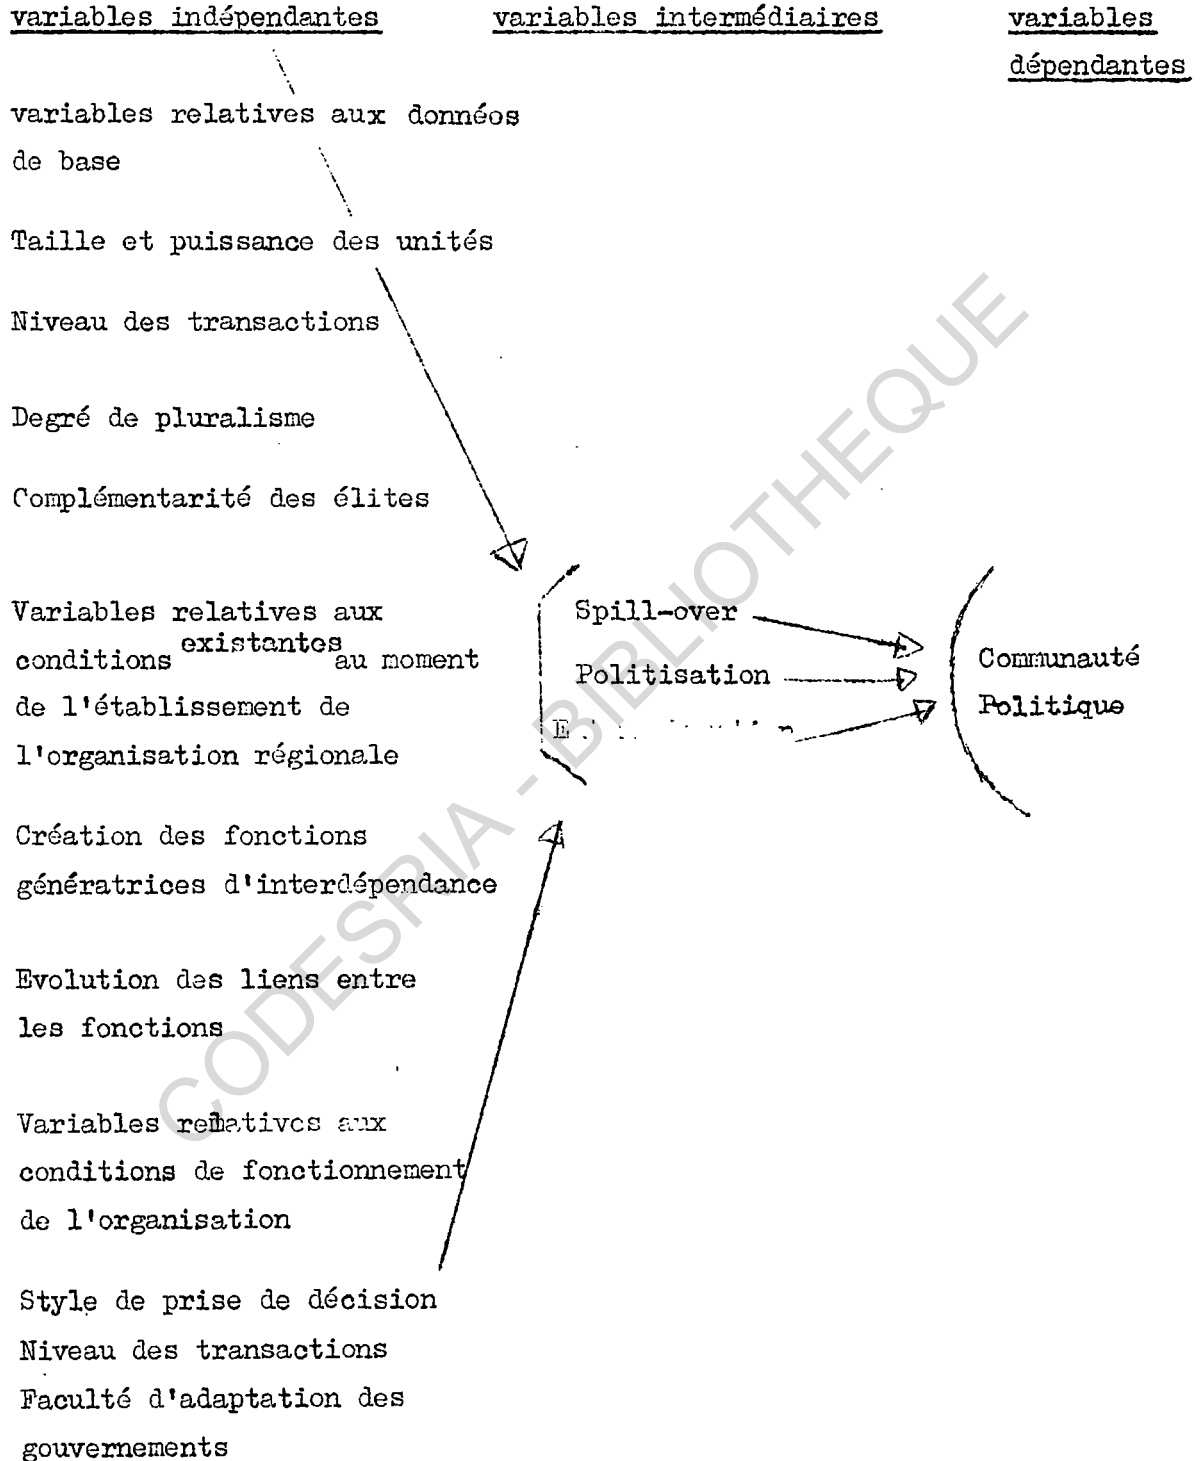 variables indépendantes
variables intermédiaires
variables
dépendantes
variables relatives aux données
de base
Taille et puissance des unités
Niveau des transactions
Degré de pluralisme
Complémentarité des élites
Variables relatives aux
conditions existantes au moment
de l'établissement de
l'organisation régionale
Création des fonctions
génératrices d'interdépendance
Evolution des liens entre
les fonctions
Variables relatives aux
conditions de fonctionnement
de l'organisation
Style de prise de décision
Niveau des transactions
Faculté d'adaptation des
gouvernements
Spill-over
Politisation
Communauté
Politique
CODESRIA - BIBLIOTHEQUE